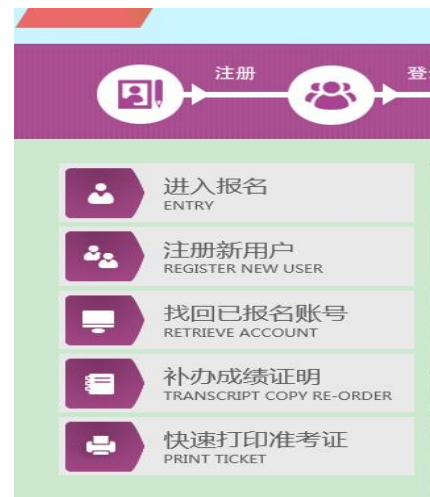 注册
登
进入报名
ENTRY
注册新用户
REGISTER NEW USER
找回已报名账号
RETRIEVE ACCOUNT
补办成绩证明
TRANSCRIPT COPY RE-ORDER
快速打印准考证
PRINT TICKET